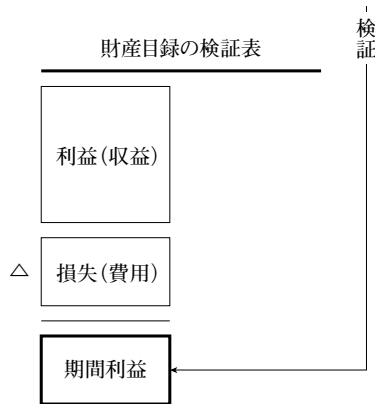 検証
財産目録の検証表
利益(収益)
△ 損失(費用)
期間利益